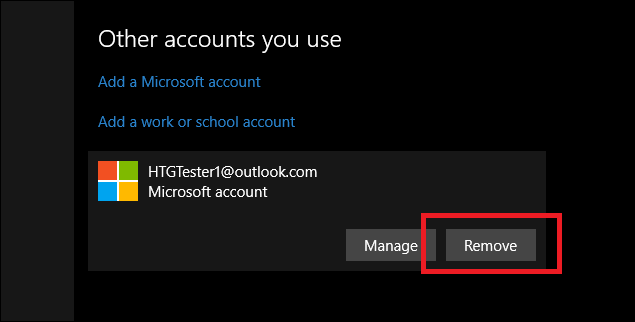 Other accounts you use
Add a Microsoft account
Add a work or school account
HTGTester1@outlook.com
Microsoft account
Manage Remove